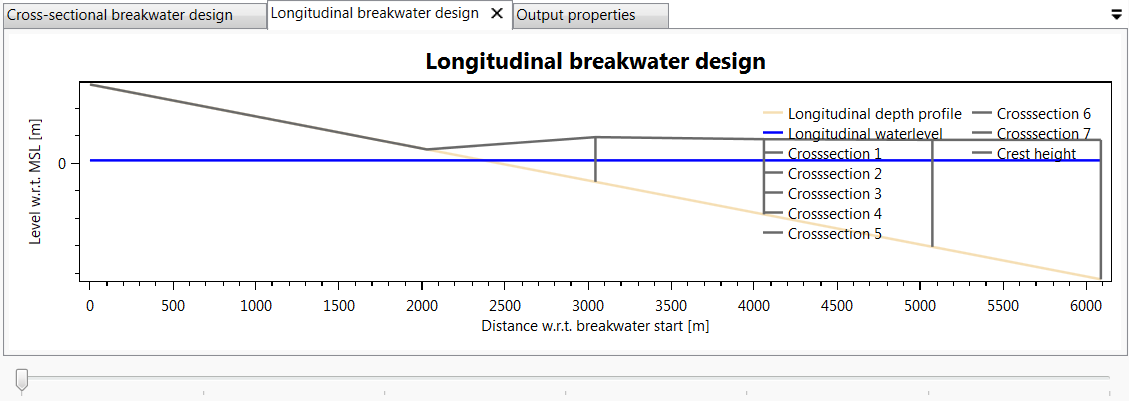 Cross-sectional breakwater design
Longitudinal breakwater design
Output properties
Longitudinal breakwater design
Level w.r.t. MSL [m]
0
Longitudinal depth profile
Longitudinal waterlevel
Crosssection 1
Crosssection 2
Crosssection 3
Crosssection 4
Crosssection 5
Crosssection 6
Crosssection 7
Crest height
0 500 1000 1500 2000 2500 3000 3500 4000 4500 5000 5500 6000
Distance w.r.t. breakwater start [m]